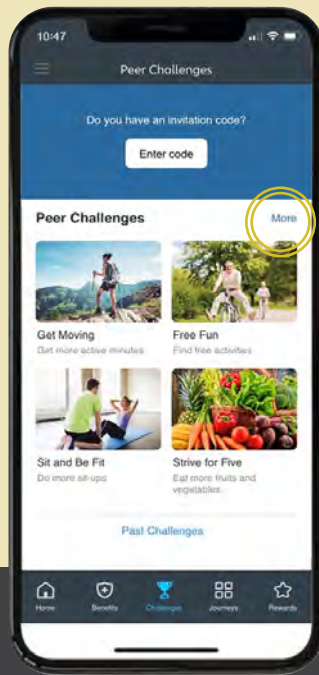 10:47
Peer Challenges
Do you have an invitation code?
Enter code
Peer Challenges
More
Get Moving
Get more active minutes
Free Fun
Find free activities
Sit and Be Fit
Do more sit-ups
Strive for Five
Eat more fruits and
vegetables.
Past Challenges
Home
Benefits
Challenges
Journeys
Rewards